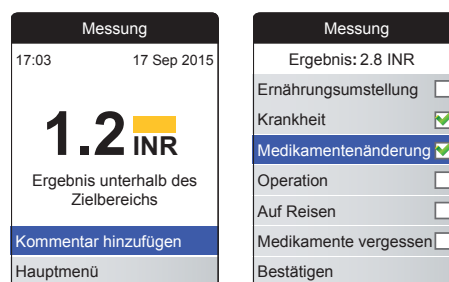 Messung
17:03 17 Sep 2015
1.2 INR
Ergebnis unterhalb des
Zielbereichs
Kommentar hinzufügen
Hauptmenü
Messung
Ergebnis: 2.8 INR
Ernährungsumstellung
Krankheit
Medikamentenänderung
Operation
Auf Reisen
Medikamente vergessen
Bestätigen